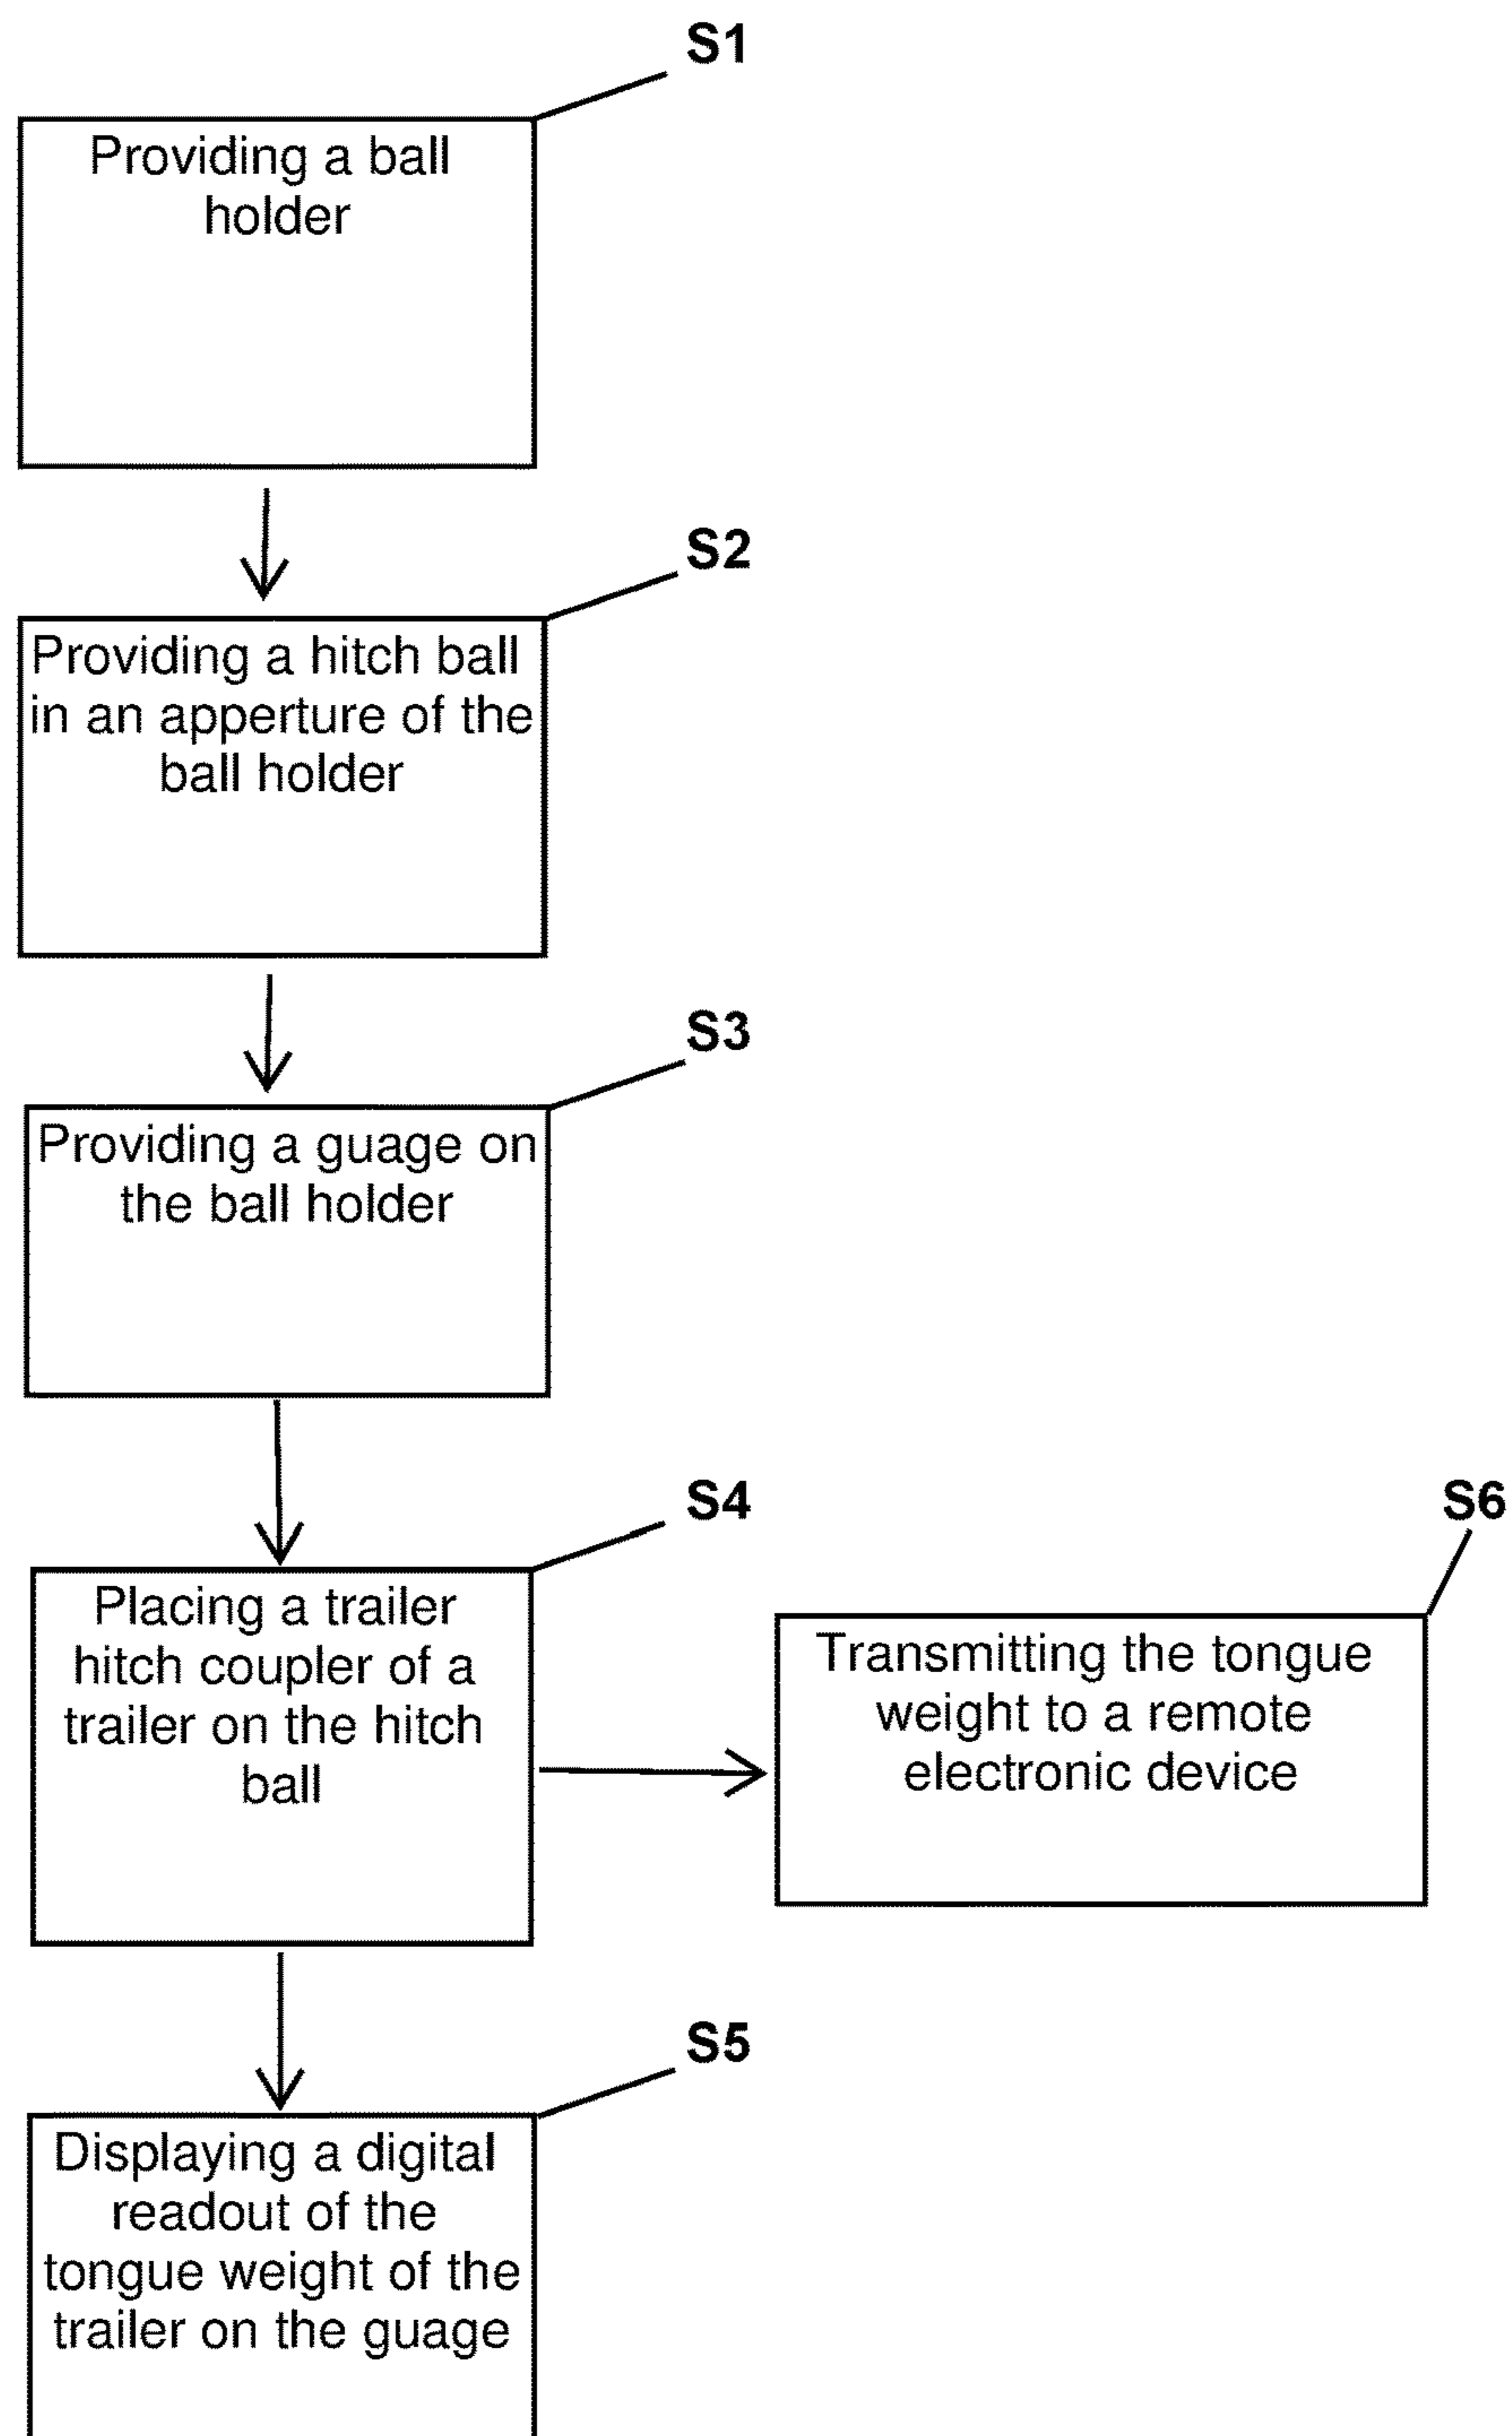 S1
Providing a ball
holder
S2
Providing a hitch ball
in an apperture of the
ball holder
S3
Providing a guage on
the ball holder
S4
Placing a trailer
hitch coupler of a
trailer on the hitch
ball
S6
Transmitting the tongue
weight to a remote
electronic device
S5
Displaying a digital
readout of the
tongue weight of the
trailer on the guage